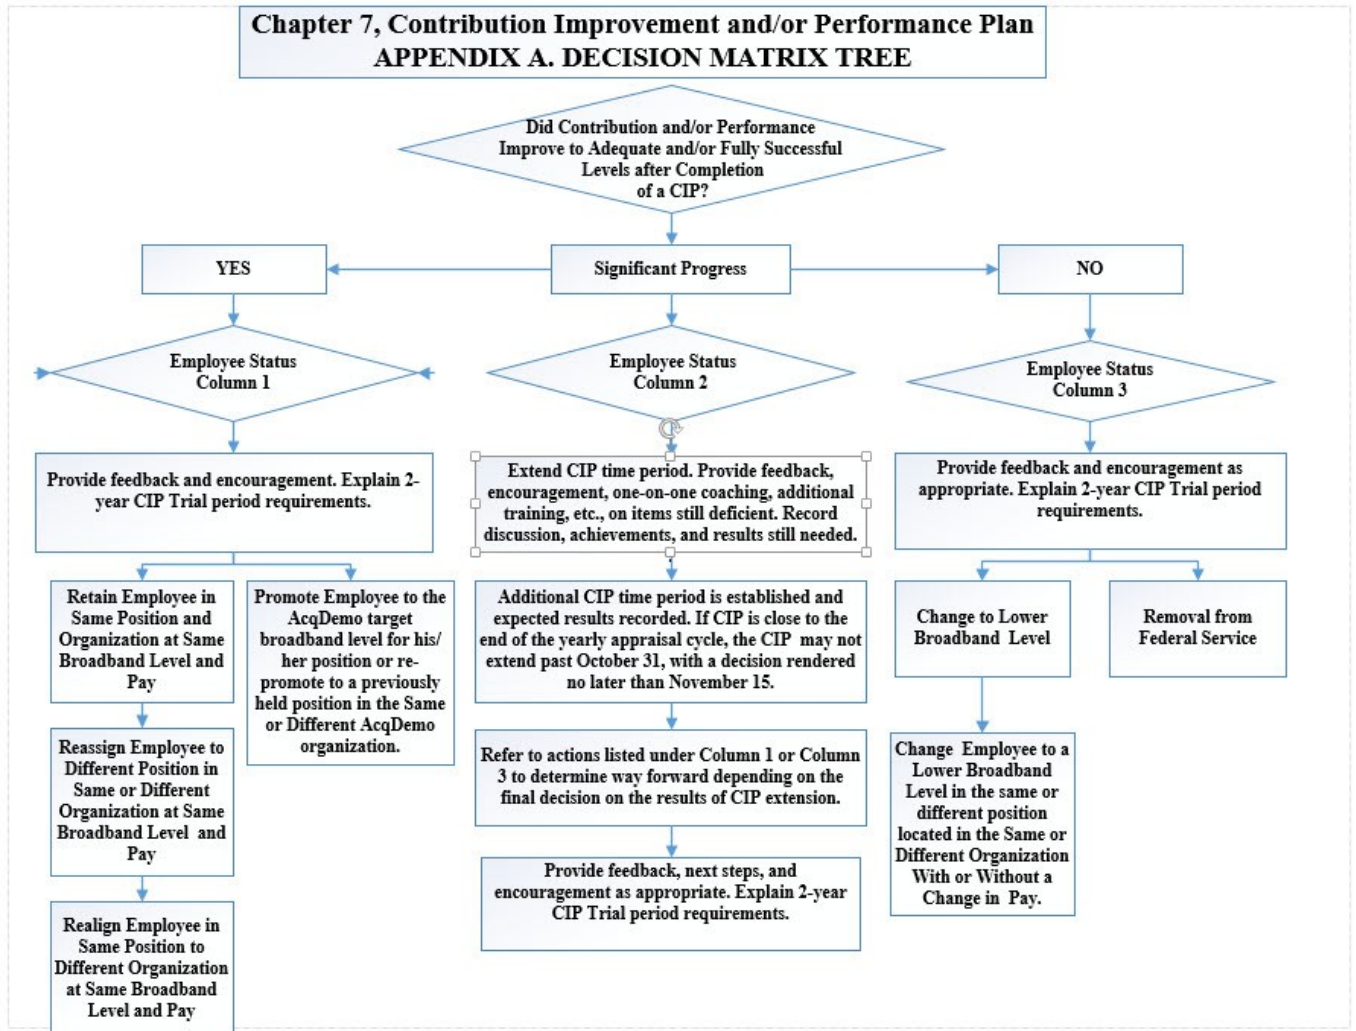 Chapter 7, Contribution Improvement and/or Performance Plan
APPENDIX A. DECISION MATRIX TREE
Did Contribution and/or Performance
Improve to Adequate and/or Fully Successful
Levels after Completion
of a CIP?
YES
Significant Progress
NO
Employee Status
Column 1
Employee Status
Column 2
Employee Status
Column 3
Provide feedback and encouragement. Explain 2-
year CIP Trial period requirements.
Extend CIP time period. Provide feedback,
encouragement, one-on-one coaching, additional
training, etc., on items still deficient. Record
discussion, achievements, and results still needed.
Provide feedback and encouragement as
appropriate. Explain 2-year CIP Trial period
requirements.
Retain Employee in
Same Position and
Organization at Same
Broadband Level and
Pay
Promote Employee to the
AcqDemo target
broadband level for his/
her position or re-
promote to a previously
held position in the Same
or Different AcqDemo
organization.
Additional CIP time period is established and
expected results recorded. If CIP is close to the
end of the yearly appraisal cycle, the CIP may not
extend past October 31, with a decision rendered
no later than November 15.
Change to Lower
Broadband Level
Removal from
Federal Service
Reassign Employee to
Different Position in
Same or Different
Organization at Same
Broadband Level and
Pay
Refer to actions listed under Column 1 or Column
3 to determine way forward depending on the
final decision on the results of CIP extension.
Change Employee to a
Lower Broadband
Level in the same or
different position
located in the Same or
Different Organization
With or Without a
Change in Pay.
Provide feedback, next steps, and
encouragement as appropriate. Explain 2-year
CIP Trial period requirements.
Realign Employee in
Same Position to
Different Organization
at Same Broadband
Level and Pay